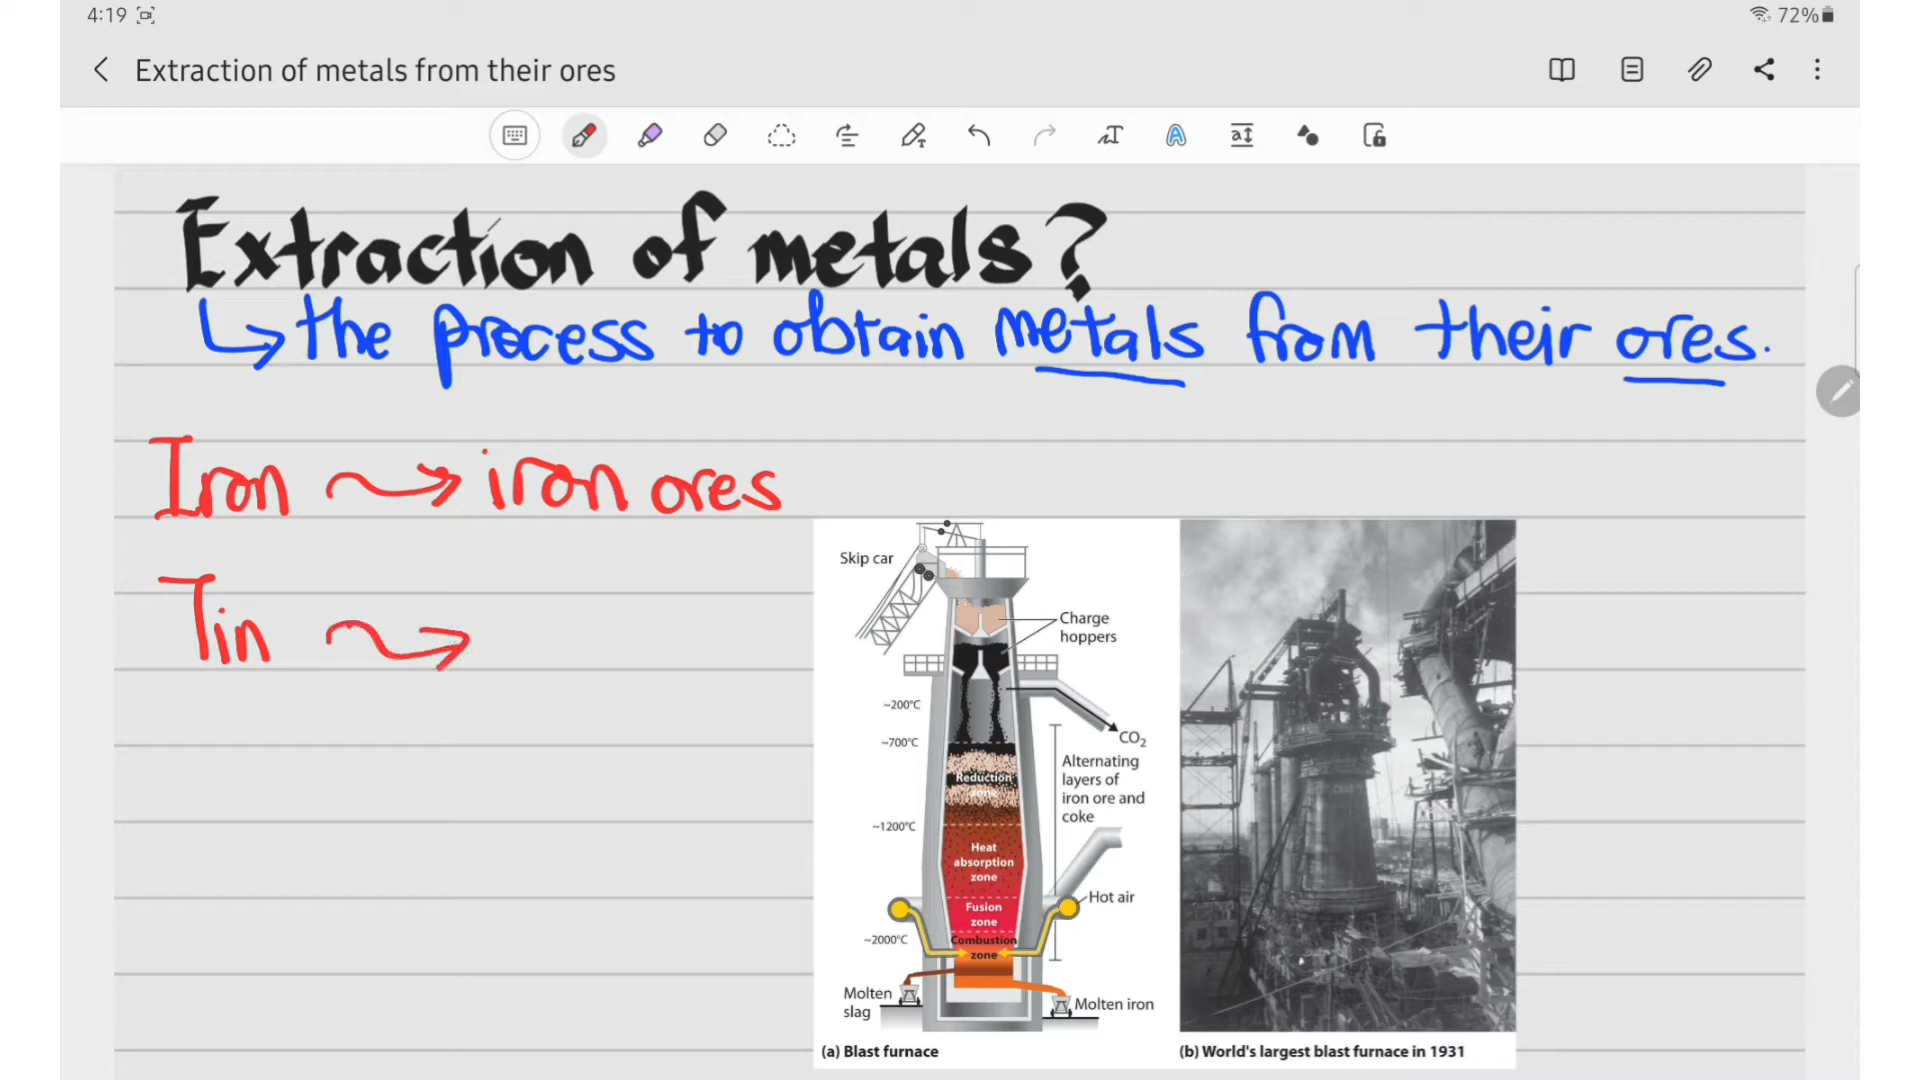 4:19
72%
Extraction of metals from their ores
Extraction of metals?
↳ the process to obtain metals from their ores.
Iron → iron ores
Tin →
Skip car
Charge
hoppers
~200°C
~700°C
CO₂
Alternating
layers of
iron ore and
coke
Reduction
zone
~1200°C
Heat
absorption
zone
Hot air
Fusion
zone
~2000°C
Combustion
zone
Molten
slag
Molten iron
(a) Blast furnace
(b) World's largest blast furnace in 1931